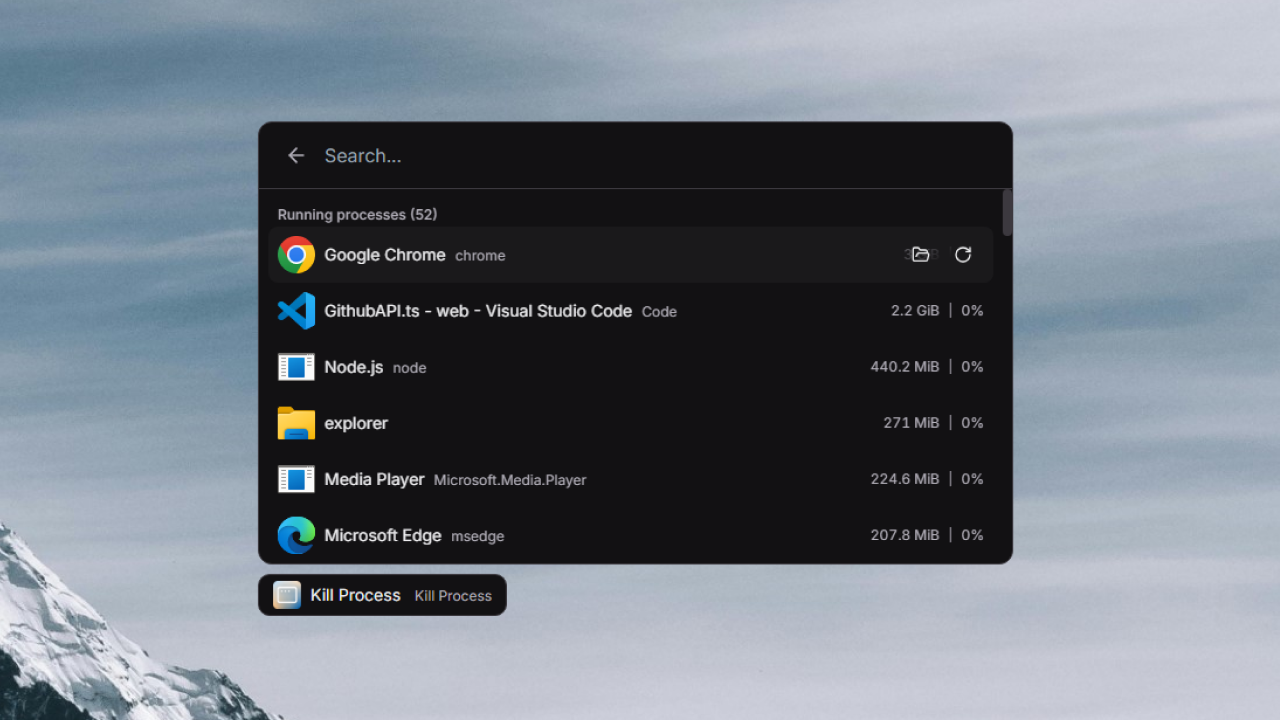 Search...
Running processes (52)
Google Chrome chrome
GithubAPI.ts - web - Visual Studio Code Code 2.2 GiB | 0%
Node.js node 440.2 MiB | 0%
explorer 271 MiB | 0%
Media Player Microsoft.Media.Player 224.6 MiB | 0%
Microsoft Edge msedge 207.8 MiB | 0%
Kill Process Kill Process